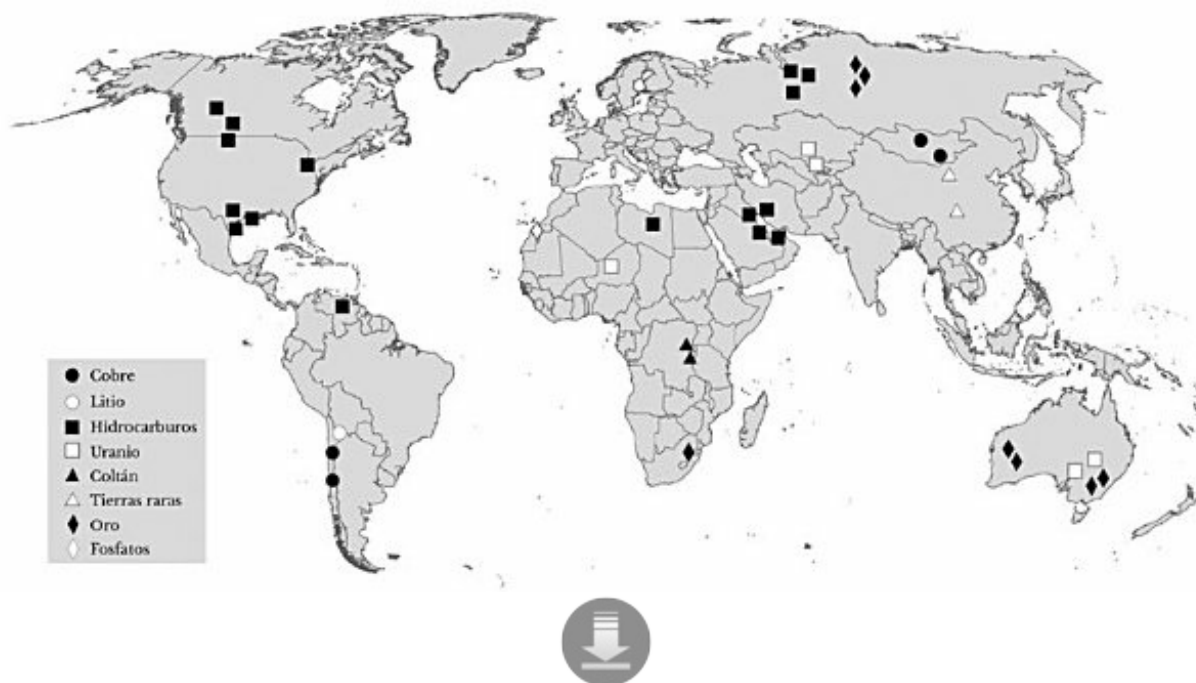 Cobre
Litio
Hidrocarburos
Uranio
Coltán
Tierras raras
Oro
Fosfatos